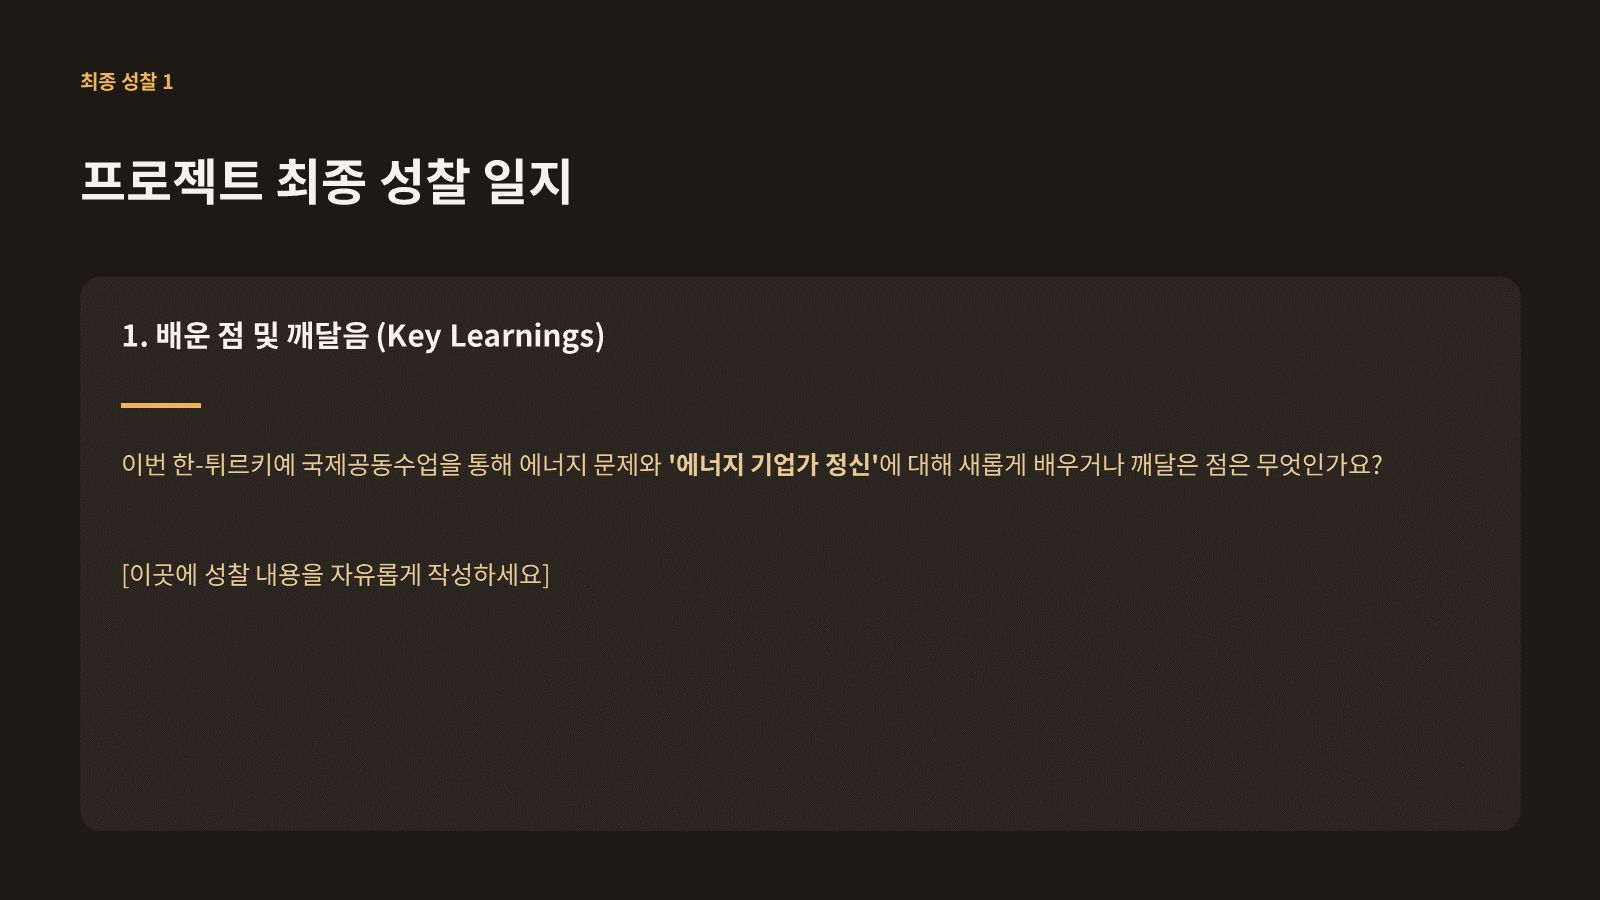 최종 성찰 1
프로젝트 최종 성찰 일지
1. 배운 점 및 깨달음 (Key Learnings)
이번 한-튀르키예 국제공동수업을 통해 에너지 문제와 '에너지 기업가 정신'에 대해 새롭게 배우거나 깨달은 점은 무엇인가요?
[이곳에 성찰 내용을 자유롭게 작성하세요]